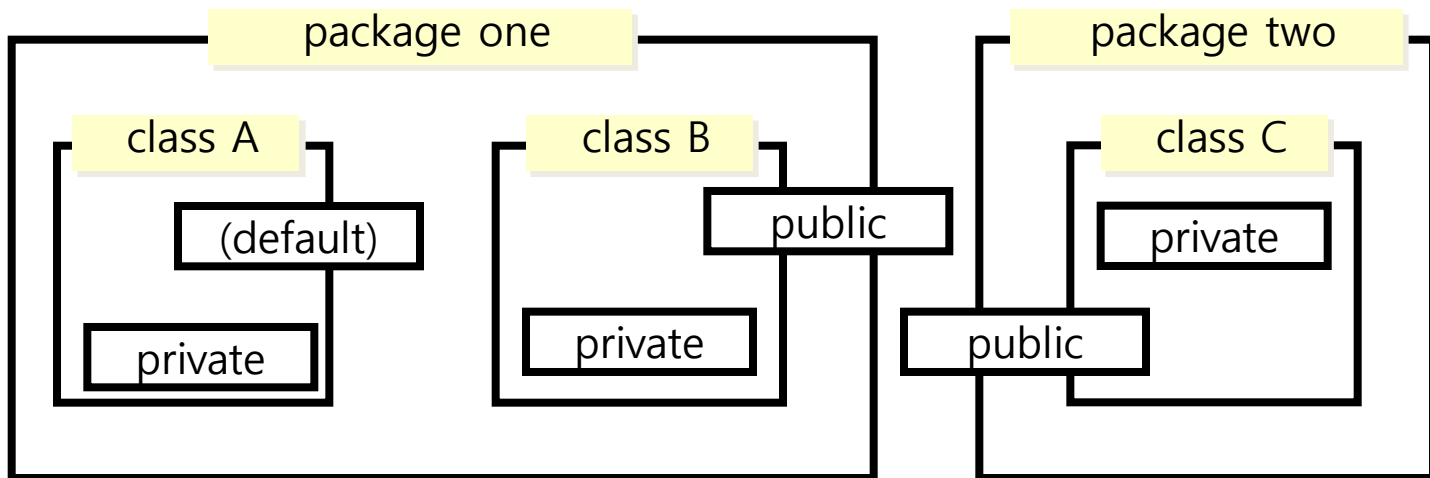 package one
package two
class A
class B
class C
(default)
public
private
private
private
public